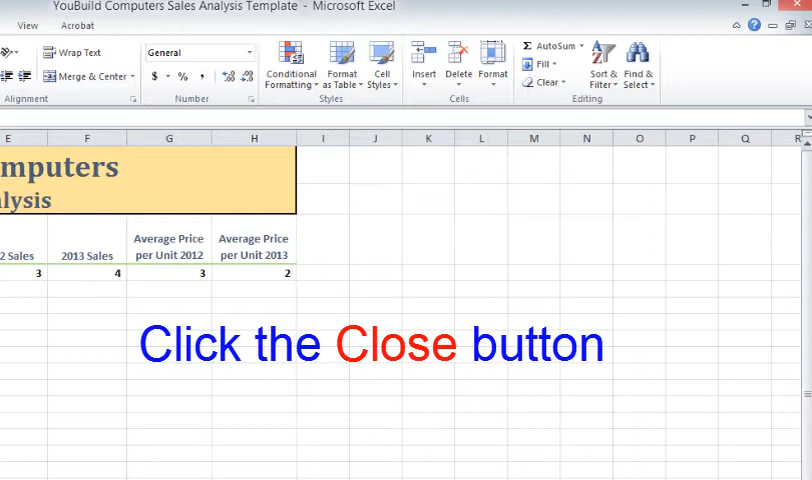 YouBuild Computers Sales Analysis Template - Microsoft Excel
View Acrobat
Wrap Text General Σ AutoSum
Fill
Merge & Center $ % , Conditional Formatting Format as Table Cell Styles Insert Delete Format Clear Sort & Filter Find & Select
Alignment Number Styles Cells Editing
E F G H I J K L M N O P Q R
mputers
alysis
2 Sales 2013 Sales Average Price per Unit 2012 Average Price per Unit 2013
3 4 3 2
Click the Close button